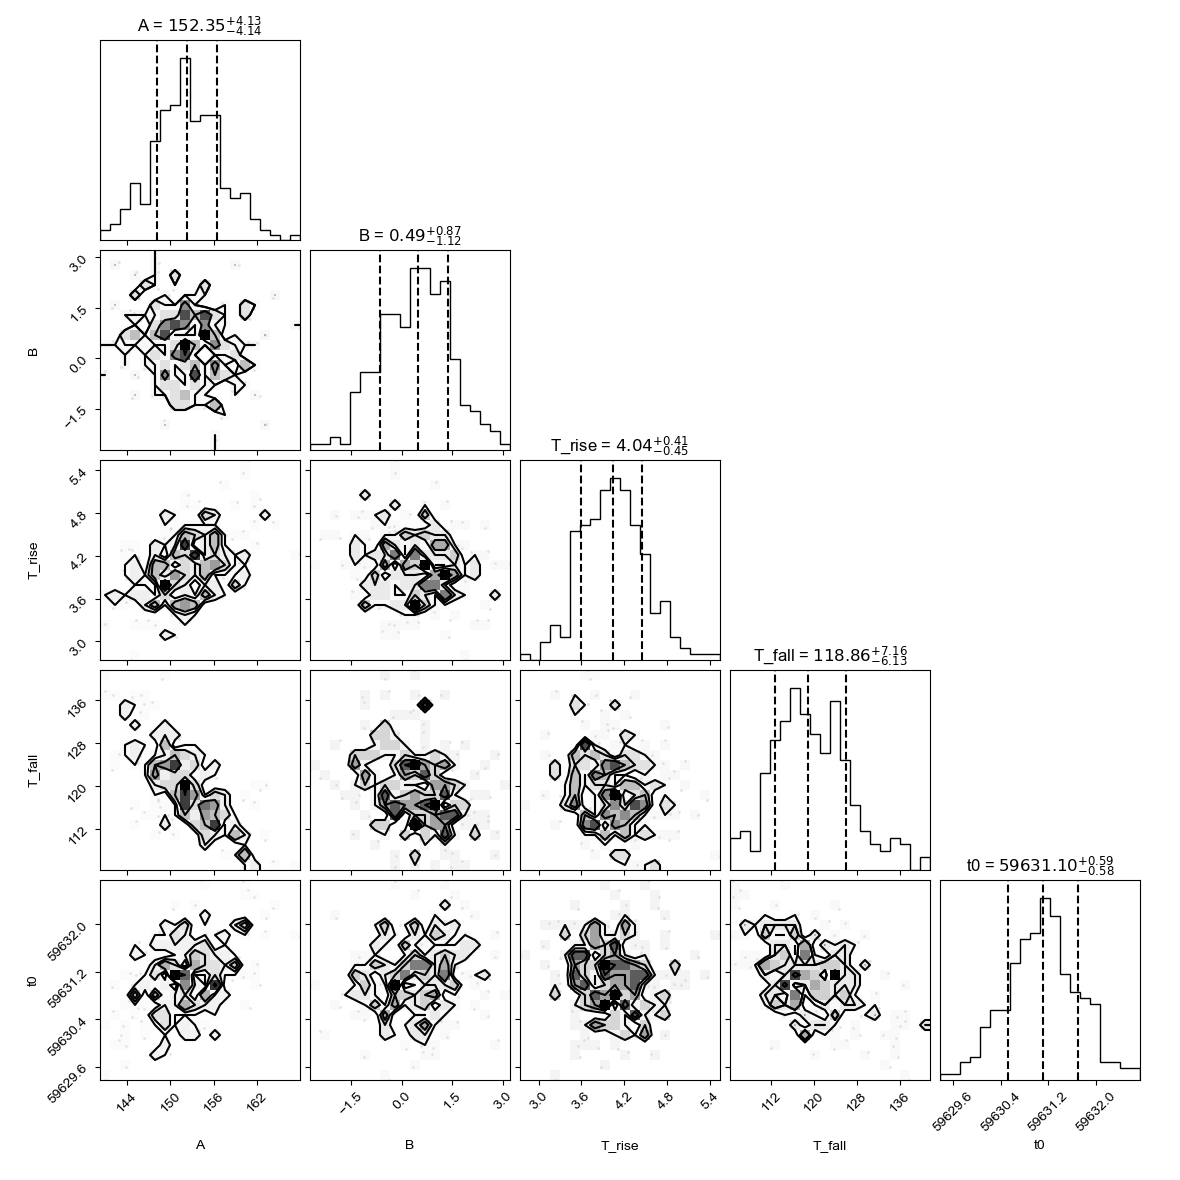 A = 152.35+4.13−4.14
B = 0.49+0.87−1.12
3.0
1.5
0.0
−1.5
B
T_rise = 4.04+0.41−0.45
5.4
4.8
4.2
3.6
3.0
T_rise
T_fall = 118.86+7.16−6.13
136
128
120
112
T_fall
t0 = 59631.10+0.59−0.58
59632.0
59631.2
59630.4
59629.6
t0
144 150 156 162
−1.5 0.0 1.5 3.0
3.0 3.6 4.2 4.8 5.4
112 120 128 136
59629.6 59630.4 59631.2 59632.0
A B T_rise T_fall t0